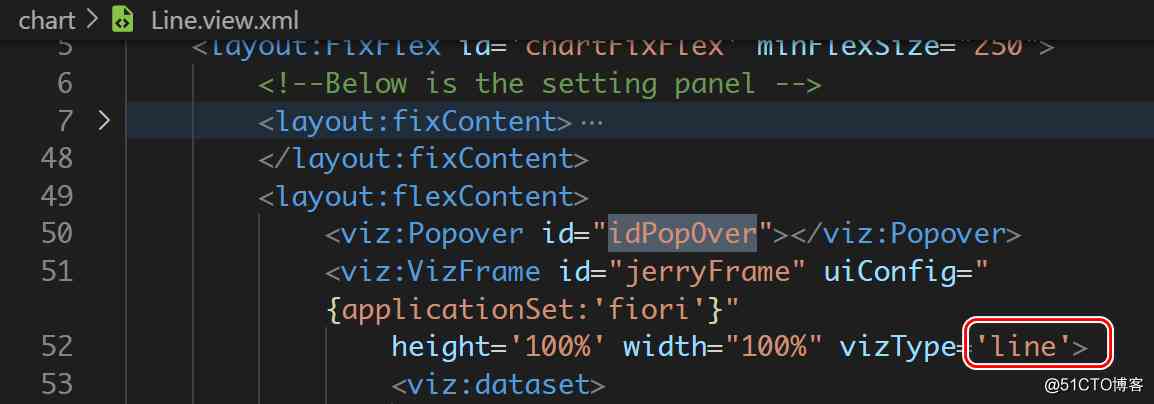 chart > Line.view.xml
5 <layout:FixFlex id='chartFixFlex' minFlexSize="250">
6 <!--Below is the setting panel -->
7 > <layout:fixContent>…
48 </layout:fixContent>
49 <layout:flexContent>
50 <viz:Popover id="idPopOver"></viz:Popover>
51 <viz:VizFrame id="jerryFrame" uiConfig="
{applicationSet:'fiori'}"
52 height='100%' width="100%" vizType='line'>
53 <viz:dataset>
@51CTO博客